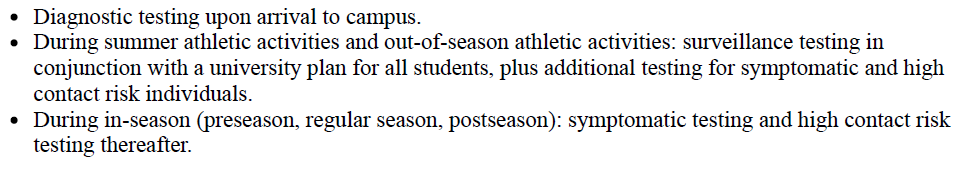 • Diagnostic testing upon arrival to campus.
• During summer athletic activities and out-of-season athletic activities: surveillance testing in
conjunction with a university plan for all students, plus additional testing for symptomatic and high
contact risk individuals.
• During in-season (preseason, regular season, postseason): symptomatic testing and high contact risk
testing thereafter.